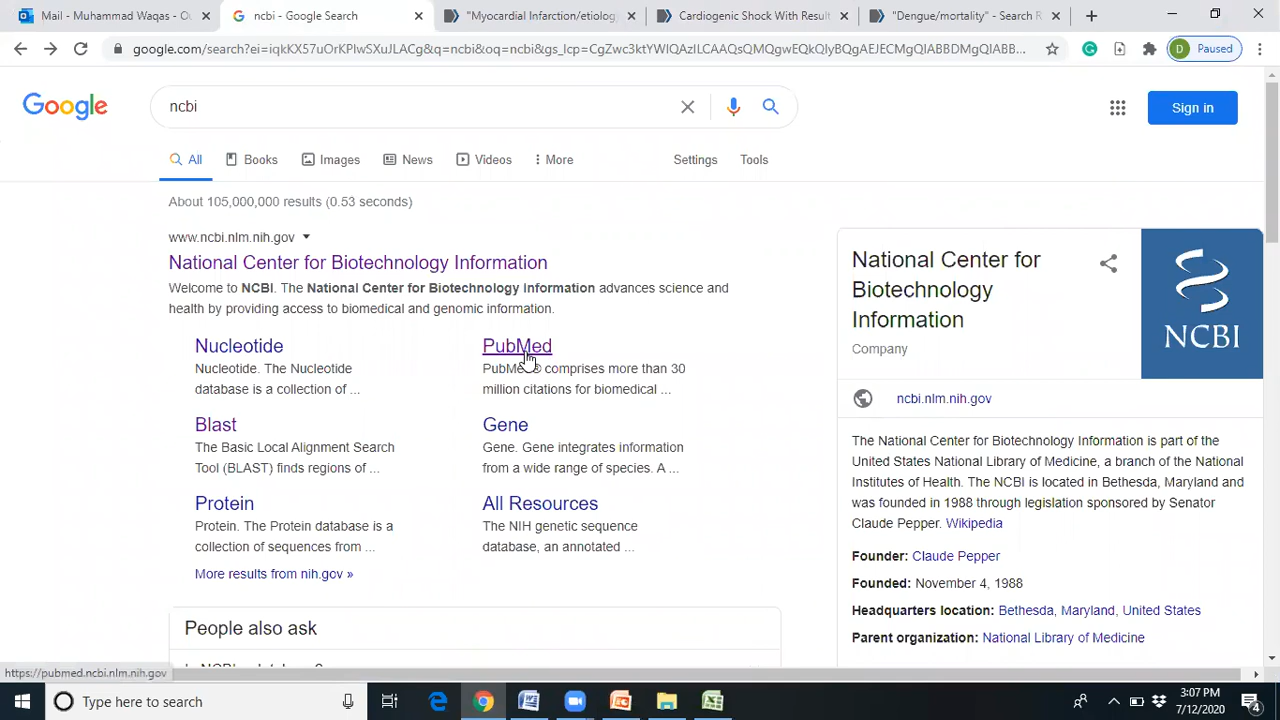 Mail - Muhammad Waqas - Ou
ncbi - Google Search
"Myocardial Infarction/etiolog
Cardiogenic Shock With Result
"Dengue/mortality" - Search R
google.com/search?ei=iqkKX57uOrKPlwSXuJLACg&q=ncbi&oq=ncbi&gs_lcp=CgZwc3ktYWIQAzILCAAQsQMQgwEQkQIyBQgAEJECMgQIABBDMgQIABB...
D Paused
Google
ncbi
Sign in
All Books Images News Videos More Settings Tools
About 105,000,000 results (0.53 seconds)
www.ncbi.nlm.nih.gov
National Center for Biotechnology Information
Welcome to NCBI. The National Center for Biotechnology Information advances science and
health by providing access to biomedical and genomic information.
Nucleotide
Nucleotide. The Nucleotide
database is a collection of ...
PubMed
comprises more than 30
million citations for biomedical ...
Blast
The Basic Local Alignment Search
Tool (BLAST) finds regions of ...
Gene
Gene. Gene integrates information
from a wide range of species. A ...
Protein
Protein. The Protein database is a
collection of sequences from ...
All Resources
The NIH genetic sequence
database, an annotated ...
More results from nih.gov »
People also ask
National Center for
Biotechnology
Information
Company
NCBI
ncbi.nlm.nih.gov
The National Center for Biotechnology Information is part of the
United States National Library of Medicine, a branch of the National
Institutes of Health. The NCBI is located in Bethesda, Maryland and
was founded in 1988 through legislation sponsored by Senator
Claude Pepper. Wikipedia
Founder: Claude Pepper
Founded: November 4, 1988
Headquarters location: Bethesda, Maryland, United States
Parent organization: National Library of Medicine
https://pubmed.ncbi.nlm.nih.gov
Type here to search
3:07 PM
7/12/2020
4